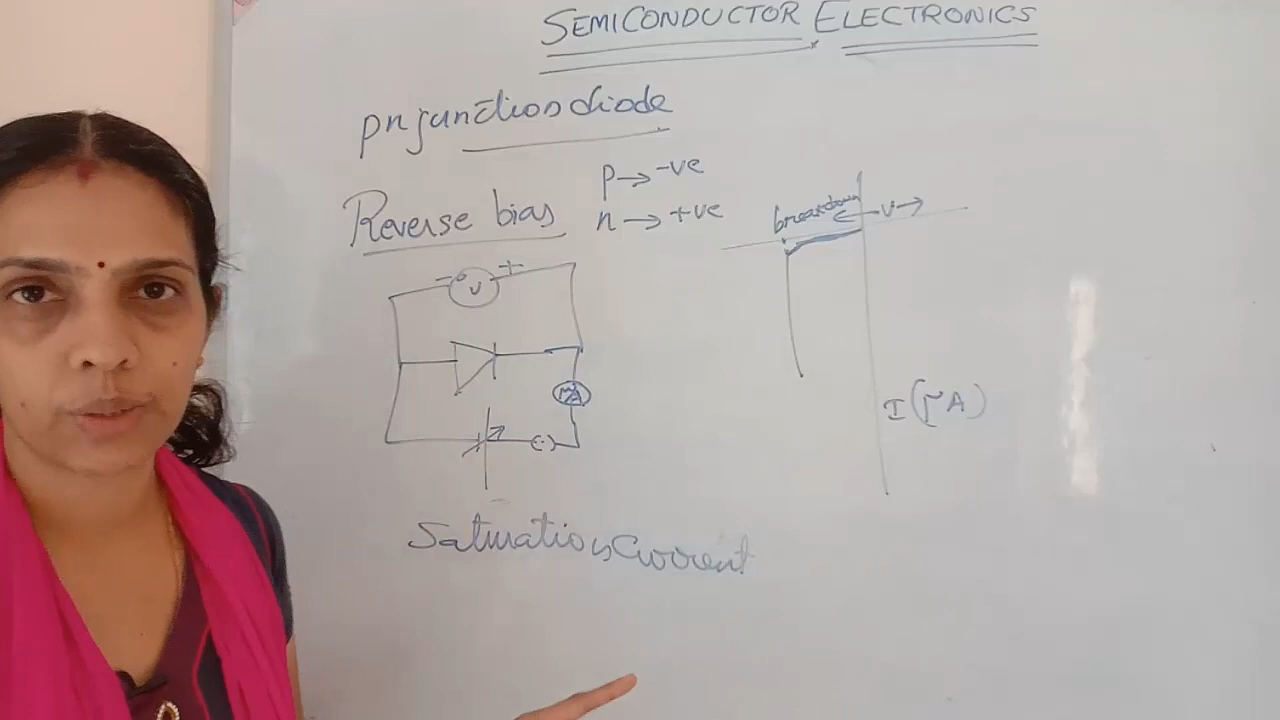 SEMICONDUCTOR ELECTRONICS
pn junction diode
Reverse bias
p→-ve
n→+ve
breakdown
←v→
- V +
I(μA)
Saturation Current